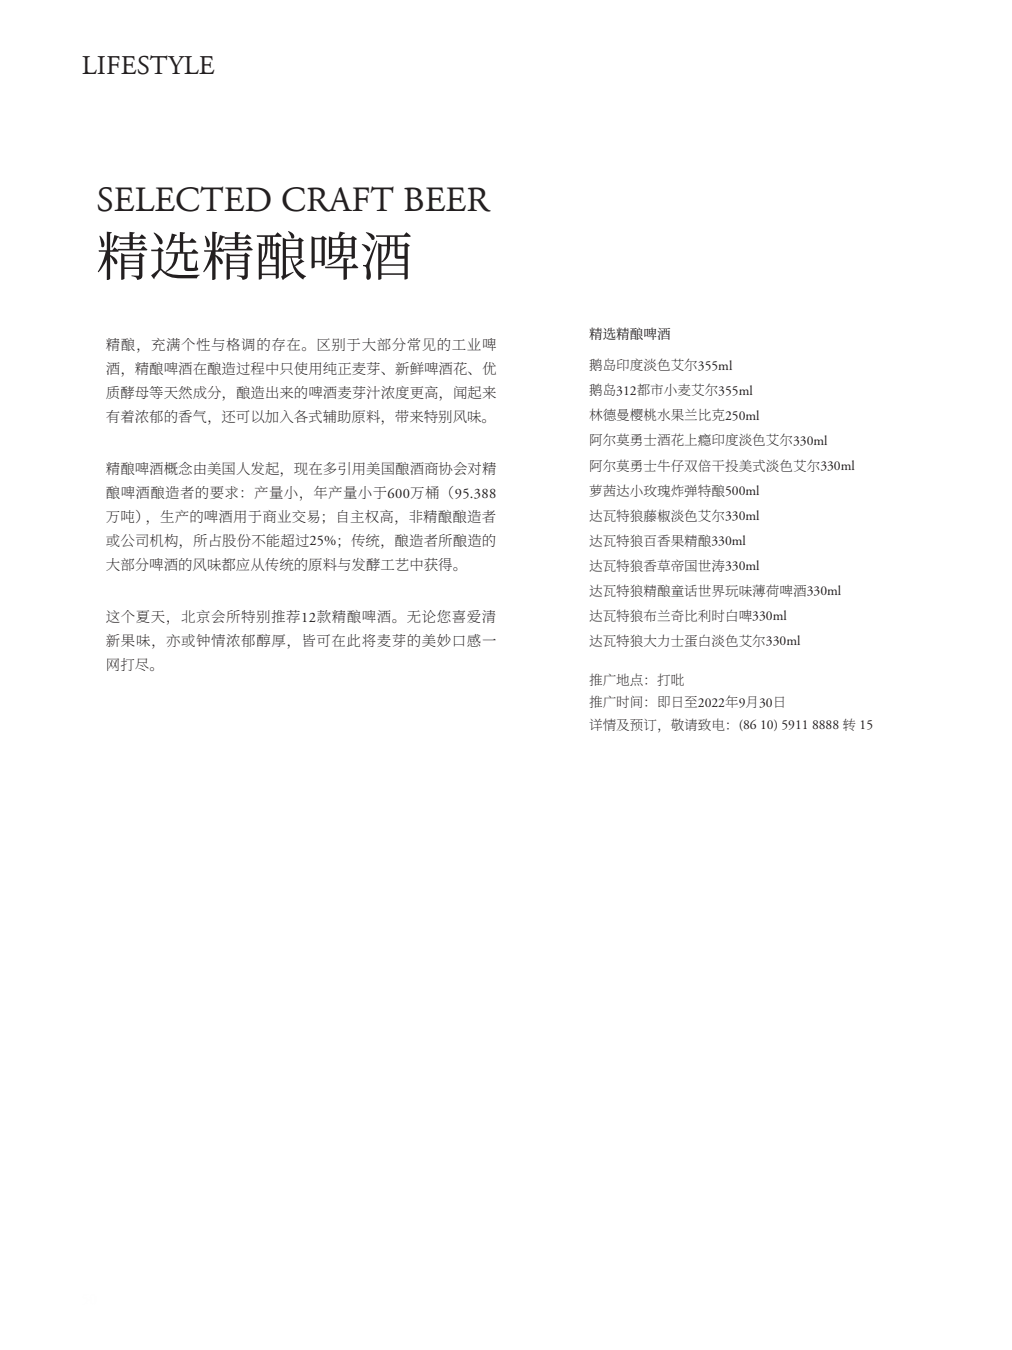 LIFESTYLE
SELECTED CRAFT BEER
精选精酿啤酒
精酿，充满个性与格调的存在。区别于大部分常见的工业啤
酒，精酿啤酒在酿造过程中只使用纯正麦芽、新鲜啤酒花、优
质酵母等天然成分，酿造出来的啤酒麦芽汁浓度更高，闻起来
有着浓郁的香气，还可以加入各式辅助原料，带来特别风味。
精酿啤酒概念由美国人发起，现在多引用美国酿酒商协会对精
酿啤酒酿造者的要求：产量小，年产量小于600万桶（95.388
万吨），生产的啤酒用于商业交易；自主权高，非精酿酿造者
或公司机构，所占股份不能超过25%；传统，酿造者所酿造的
大部分啤酒的风味都应从传统的原料与发酵工艺中获得。
这个夏天，北京会所特别推荐12款精酿啤酒。无论您喜爱清
新果味，亦或钟情浓郁醇厚，皆可在此将麦芽的美妙口感一
网打尽。
精选精酿啤酒
鹅岛印度淡色艾尔355ml
鹅岛312都市小麦艾尔355ml
林德曼樱桃水果兰比克250ml
阿尔莫勇士酒花上瘾印度淡色艾尔330ml
阿尔莫勇士牛仔双倍干投美式淡色艾尔330ml
萝茜达小玫瑰炸弹特酿500ml
达瓦特狼藤椒淡色艾尔330ml
达瓦特狼百香果精酿330ml
达瓦特狼香草帝国世涛330ml
达瓦特狼精酿童话世界玩味薄荷啤酒330ml
达瓦特狼布兰奇比利时白啤330ml
达瓦特狼大力士蛋白淡色艾尔330ml
推广地点：打吡
推广时间：即日至2022年9月30日
详情及预订，敬请致电：(86 10) 5911 8888 转 15